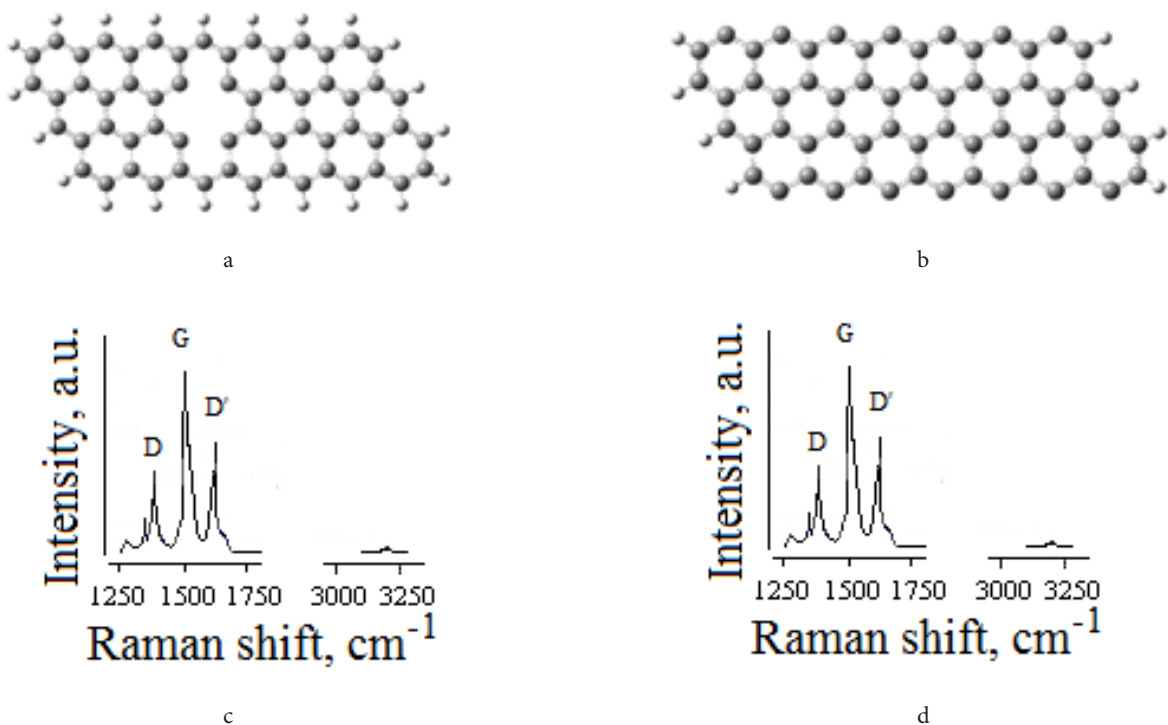 a
b
Intensity, a.u.
G
D
D'
1250 1500 1750 3000 3250
Raman shift, cm-1
Intensity, a.u.
G
D
D'
1250 1500 1750 3000 3250
Raman shift, cm-1
c
d